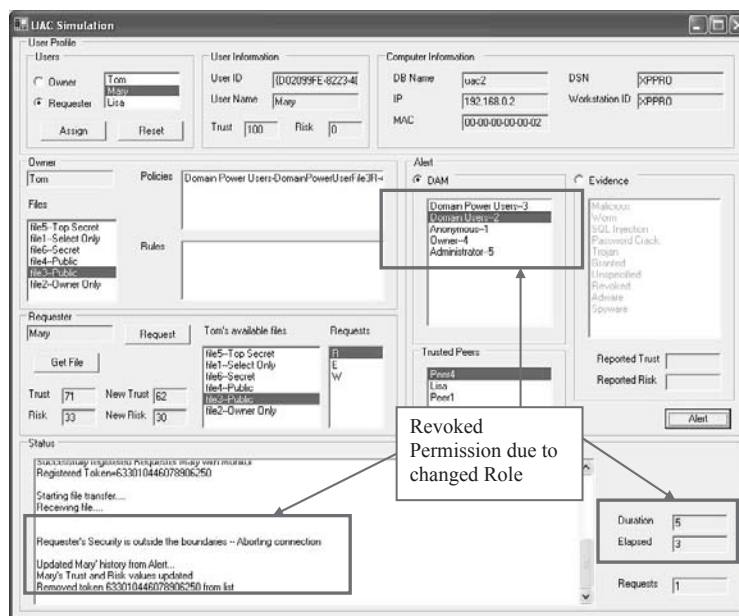 UAC Simulation
User Profile
Users
Owner
Requester
Tom
Mary
Lisa
Assign
Reset
User Information
User ID
{D02099FE-8223-4D
User Name
Mary
Trust
100
Risk
0
Computer Information
DB Name
uac2
DSN
XPPRO
IP
192.168.0.2
Workstation ID
XPPRO
MAC
00-00-00-00-00-02
Owner
Tom
Files
file5--Top Secret
file1--Select Only
file6--Secret
file4--Public
file3--Public
file2--Owner Only
Policies
Domain Power Users-DomainPowerUserFile3R-
Rules
Alert
DAM
Domain Power Users--3
Domain Users--2
Anonymous--1
Owner--4
Administrator--5
Evidence
Malicious
Worm
SQL Injection
Password Crack
Trojan
Granted
Unspecified
Revoked
Adware
Spyware
Requester
Mary
Request
Get File
Trust
71
New Trust
62
Risk
33
New Risk
30
Tom's available files
file5--Top Secret
file1--Select Only
file6--Secret
file4--Public
file3--Public
file2--Owner Only
Requests
R
E
W
Trusted Peers
Peer4
Lisa
Peer1
Reported Trust
Reported Risk
Alert
Revoked
Permission due to
changed Role
Status
Successfully registered Requests Mary with monitor
Registered Token=633010446078906250
Starting file transfer....
Receiving file....
Requester's Security is outside the boundaries -- Aborting connection
Updated Mary' history from Alert...
Mary's Trust and Risk values updated
Removed token 633010446078906250 from list
Duration
5
Elapsed
3
Requests
1